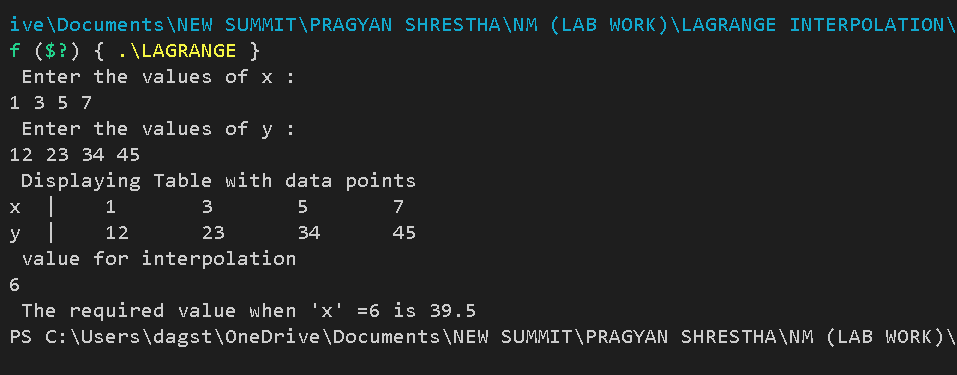 ive\Documents\NEW SUMMIT\PRAGYAN SHRESTHA\NM (LAB WORK)\LAGRANGE INTERPOLATION\
f ($?) { .\LAGRANGE }
Enter the values of x :
1 3 5 7
Enter the values of y :
12 23 34 45
Displaying Table with data points
x | 1 3 5 7
y | 12 23 34 45
value for interpolation
6
The required value when 'x' =6 is 39.5
PS C:\Users\dagst\OneDrive\Documents\NEW SUMMIT\PRAGYAN SHRESTHA\NM (LAB WORK)\